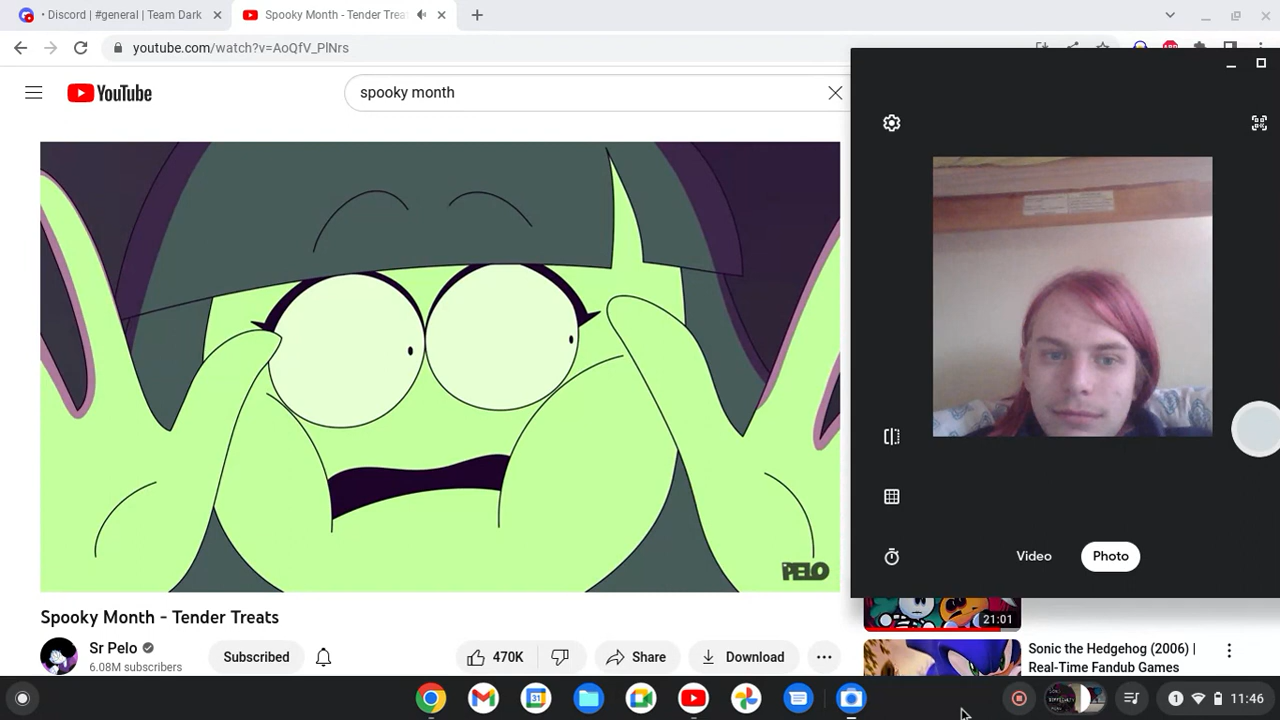 • Discord | #general | Team Dark
Spooky Month - Tender Trea
youtube.com/watch?v=AoQfV_PlNrs
YouTube
spooky month
PELO
Video
Photo
Spooky Month - Tender Treats
Sr Pelo
6.08M subscribers
Subscribed
470K
Share
Download
21:01
Sonic the Hedgehog (2006) |
Real-Time Fandub Games
1
11:46